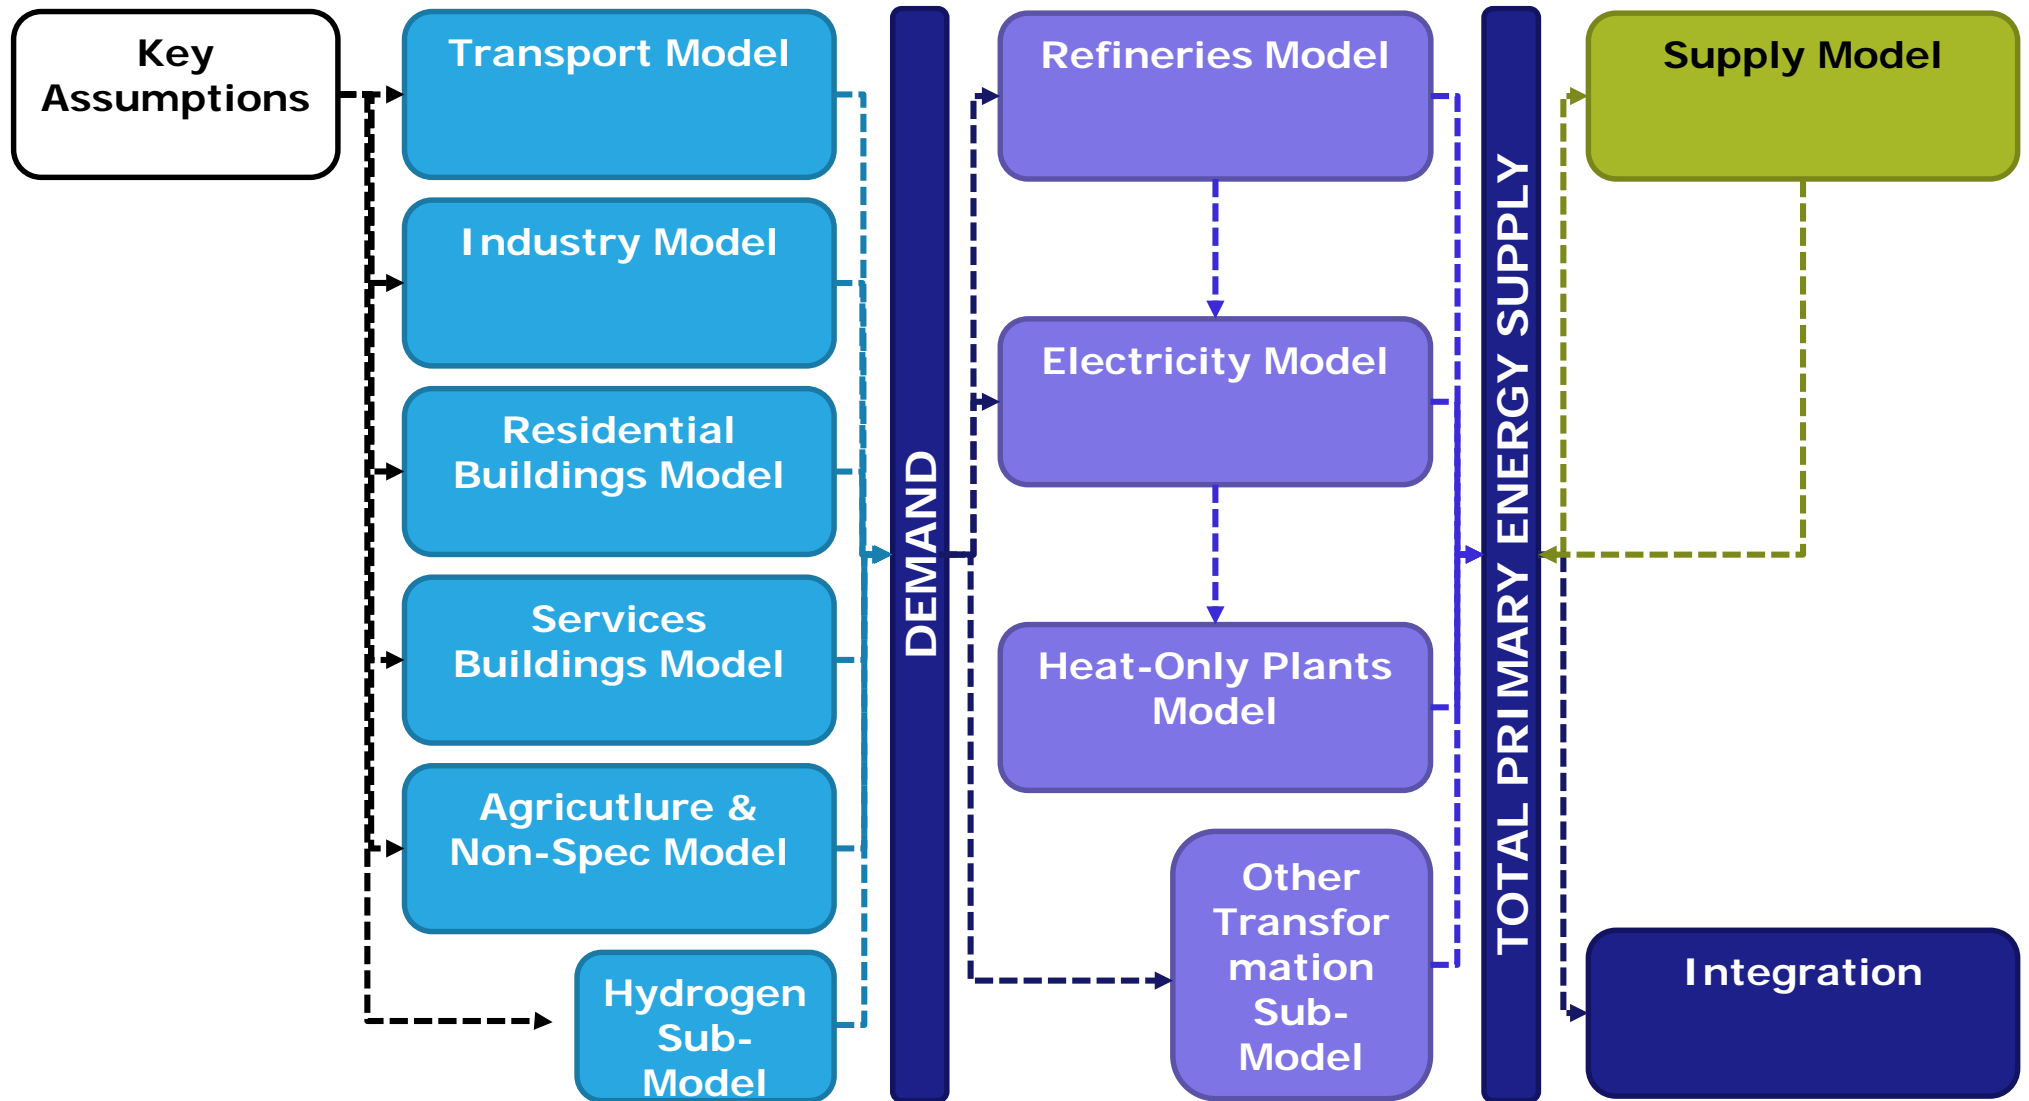 Key
Assumptions
Transport Model
Industry Model
Residential
Buildings Model
Services
Buildings Model
Agricutlure &
Non-Spec Model
Hydrogen
Sub-
Model
DEMAND
Refineries Model
Electricity Model
Heat-Only Plants
Model
Other
Transfor
mation
Sub-
Model
TOTAL PRIMARY ENERGY SUPPLY
Supply Model
Integration